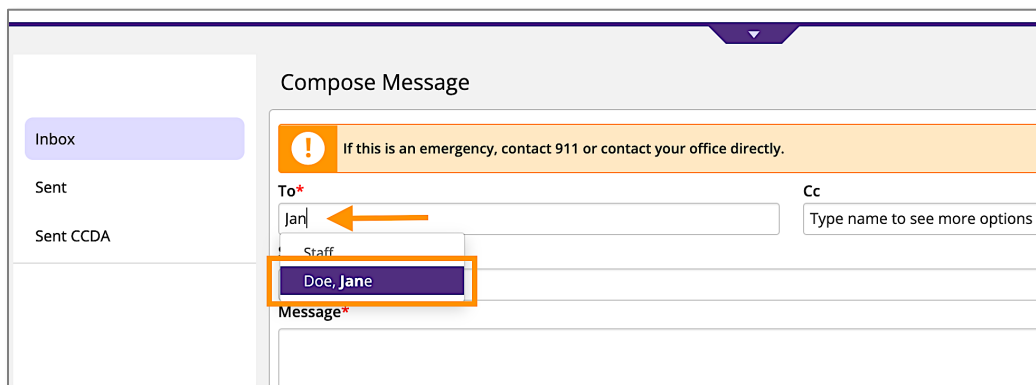 Compose Message
Inbox
Sent
Sent CCDA
If this is an emergency, contact 911 or contact your office directly.
To*
Cc
Jan
Type name to see more options
Staff
Doe, Jane
Message*